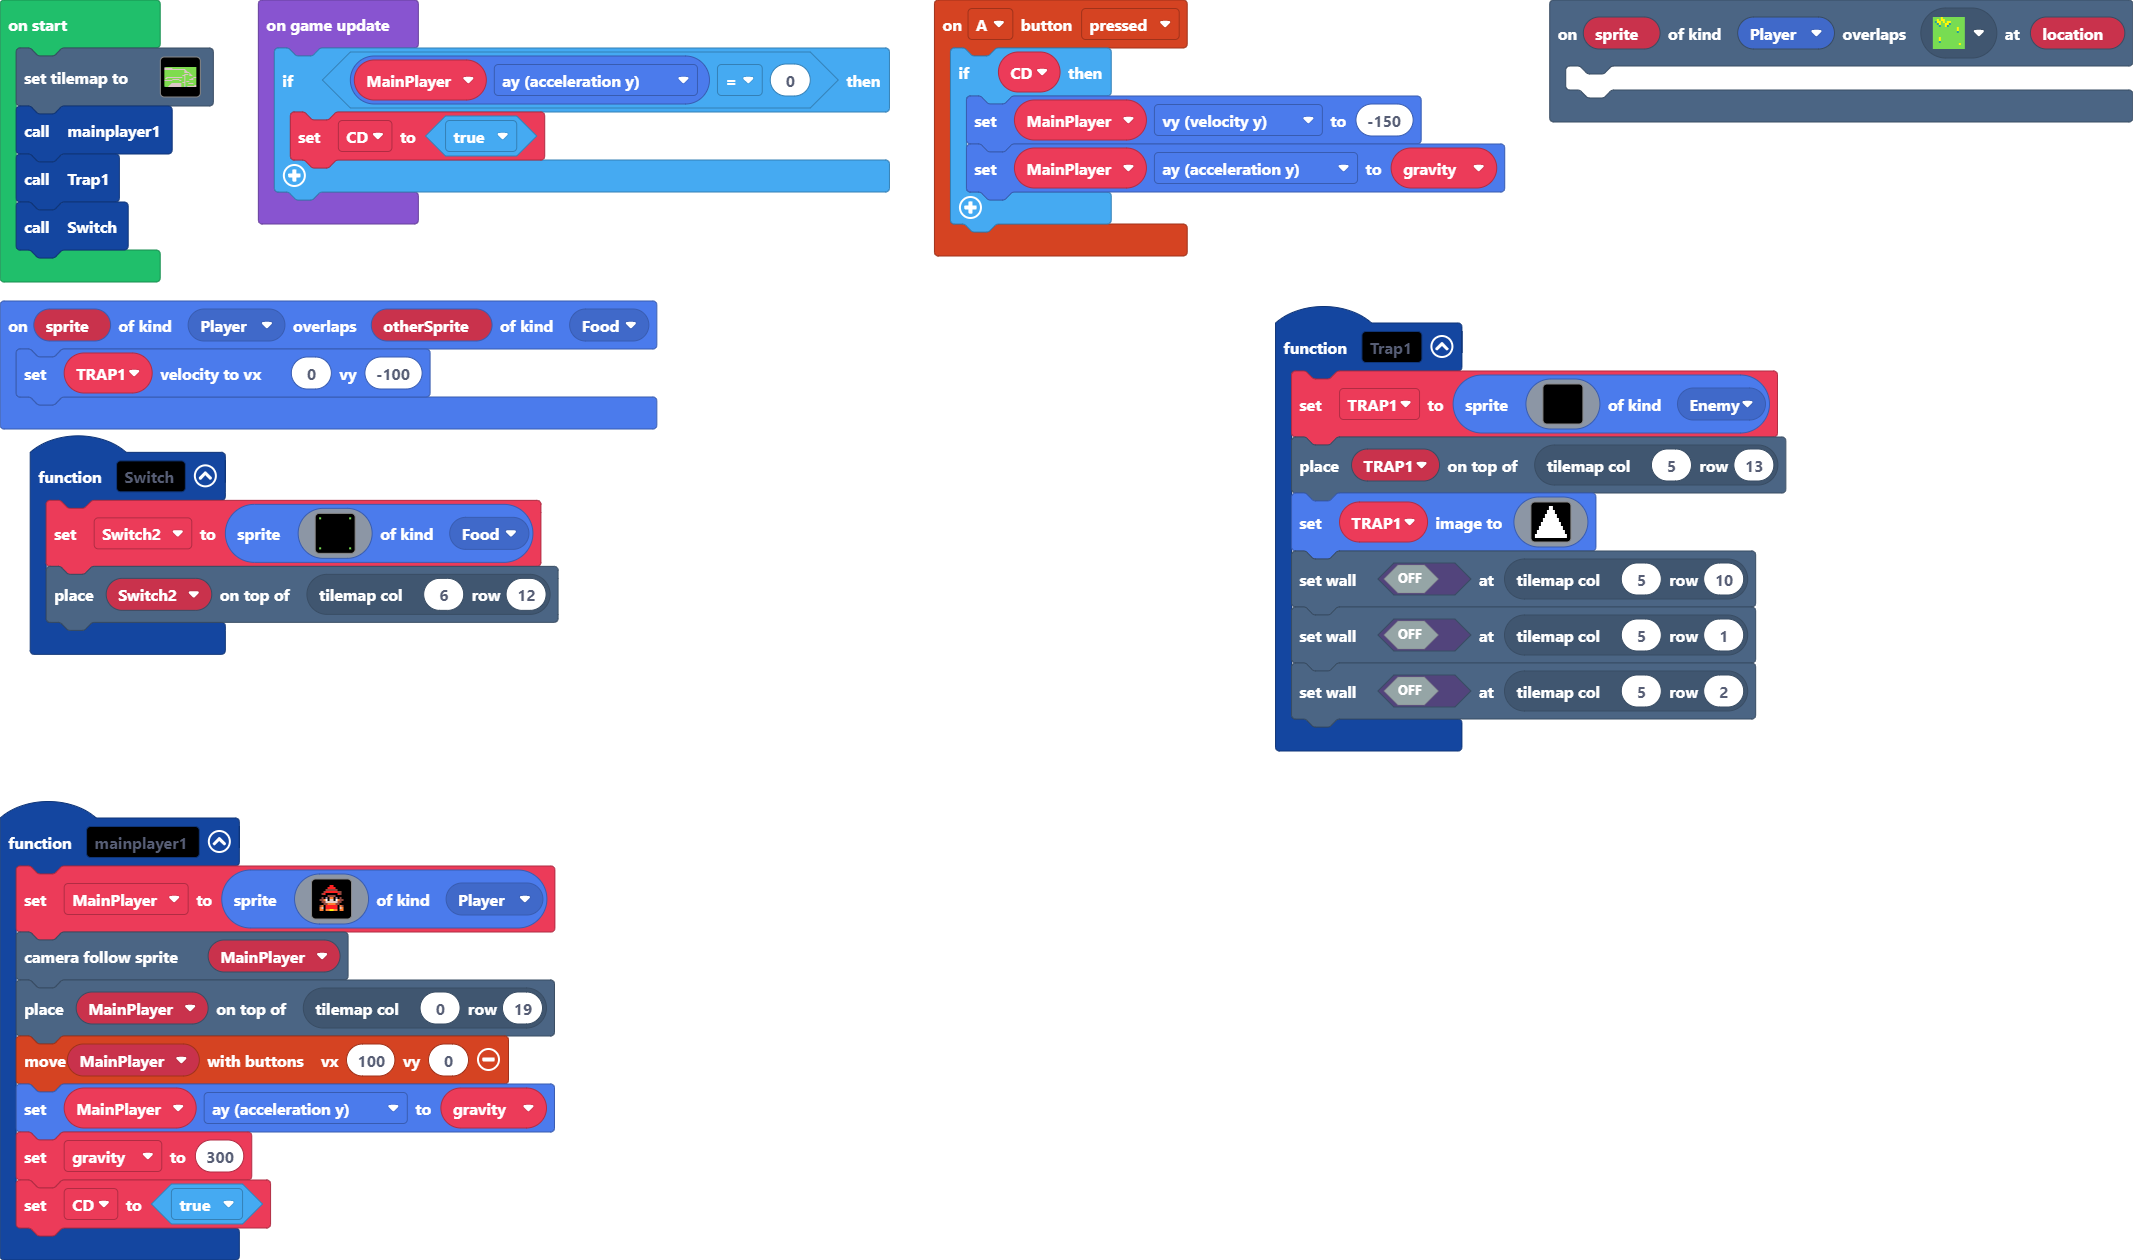 on start
set tilemap to
call mainplayer1
call Trap1
call Switch
on game update
if MainPlayer ay (acceleration y) = 0 then
set CD to true
on A button pressed
if CD then
set MainPlayer vy (velocity y) to -150
set MainPlayer ay (acceleration y) to gravity
on sprite of kind Player overlaps at location
on sprite of kind Player overlaps otherSprite of kind Food
set TRAP1 velocity to vx 0 vy -100
function Switch
set Switch2 to sprite of kind Food
place Switch2 on top of tilemap col 6 row 12
function Trap1
set TRAP1 to sprite of kind Enemy
place TRAP1 on top of tilemap col 5 row 13
set TRAP1 image to
set wall OFF at tilemap col 5 row 10
set wall OFF at tilemap col 5 row 1
set wall OFF at tilemap col 5 row 2
function mainplayer1
set MainPlayer to sprite of kind Player
camera follow sprite MainPlayer
place MainPlayer on top of tilemap col 0 row 19
move MainPlayer with buttons vx 100 vy 0
set MainPlayer ay (acceleration y) to gravity
set gravity to 300
set CD to true